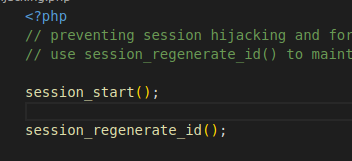 <?php
// preventing session hijacking and for
// use session_regenerate_id() to maint
session_start();
session_regenerate_id();